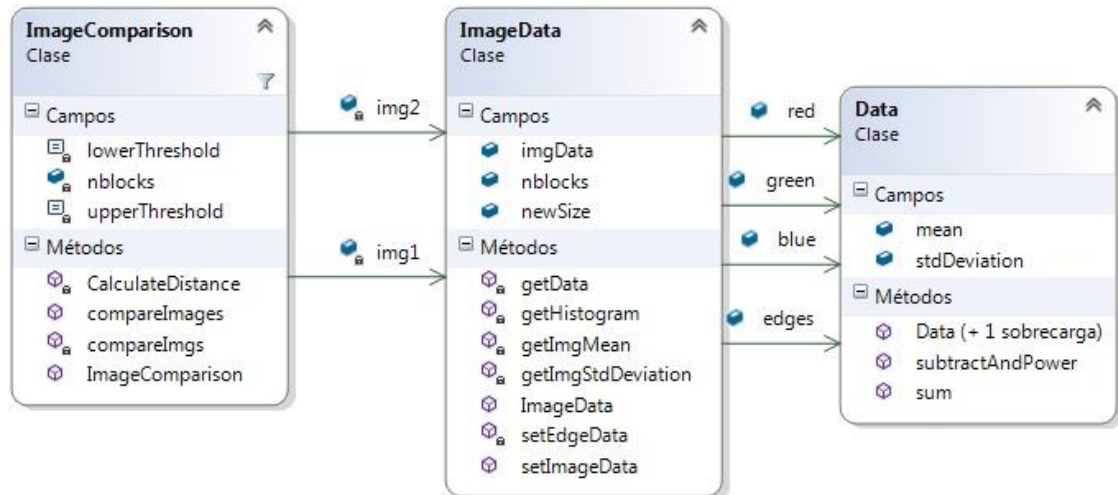 ImageComparison
Clase
Campos
lowerThreshold
nblocks
upperThreshold
Métodos
CalculateDistance
compareImages
compareImgs
ImageComparison
img2
img1
ImageData
Clase
Campos
imgData
nblocks
newSize
Métodos
getData
getHistogram
getImgMean
getImgStdDeviation
ImageData
setEdgeData
setImageData
red
green
blue
edges
Data
Clase
Campos
mean
stdDeviation
Métodos
Data (+ 1 sobrecarga)
subtractAndPower
sum